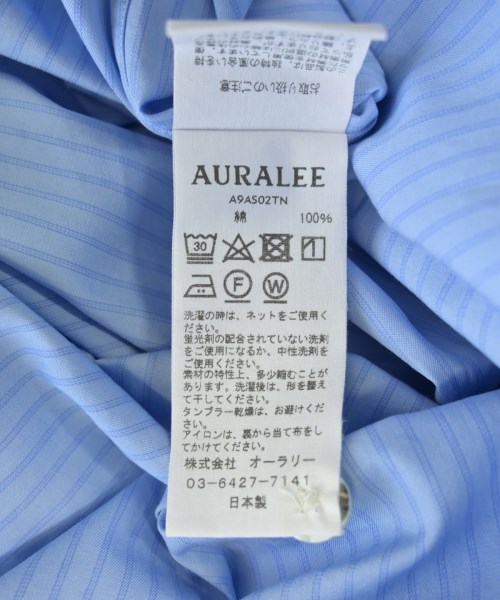 お取り扱いのご注意
AURALEE
A9AS02TN
綿 100%
30
F W
洗濯の時は、ネットをご使用く
ださい。
蛍光剤の配合されていない洗剤
をご使用になるか、中性洗剤を
ご使用ください。
素材の特性上、多少縮むことが
あります。洗濯後は、形を整え
て干してください。
タンブラー乾燥は、お避けくだ
さい。
アイロンは、裏から当て布をし
てかけてください。
株式会社 オーラリー
03-6427-7141
日本製